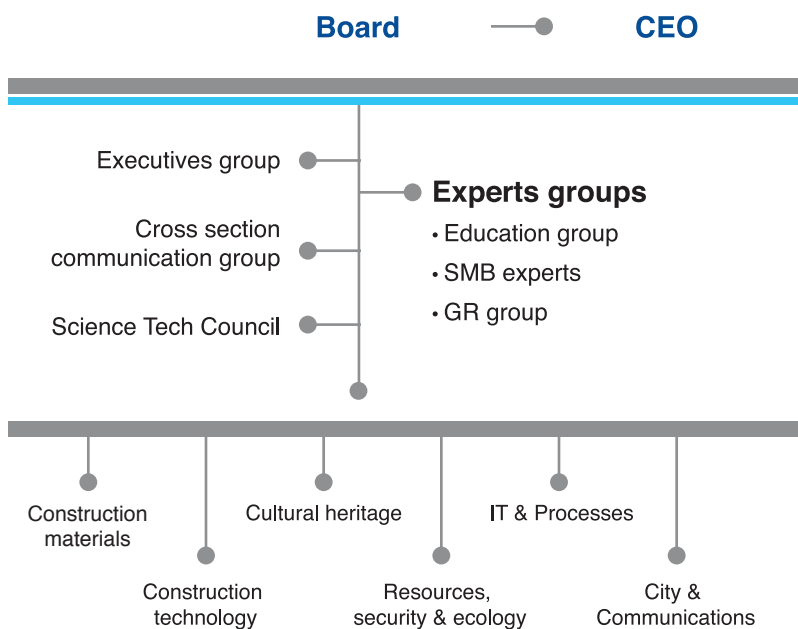 Board
CEO
Executives group
Cross section
communication group
Science Tech Council
Experts groups
• Education group
• SMB experts
• GR group
Construction
materials
Construction
technology
Cultural heritage
Resources,
security & ecology
IT & Processes
City &
Communications